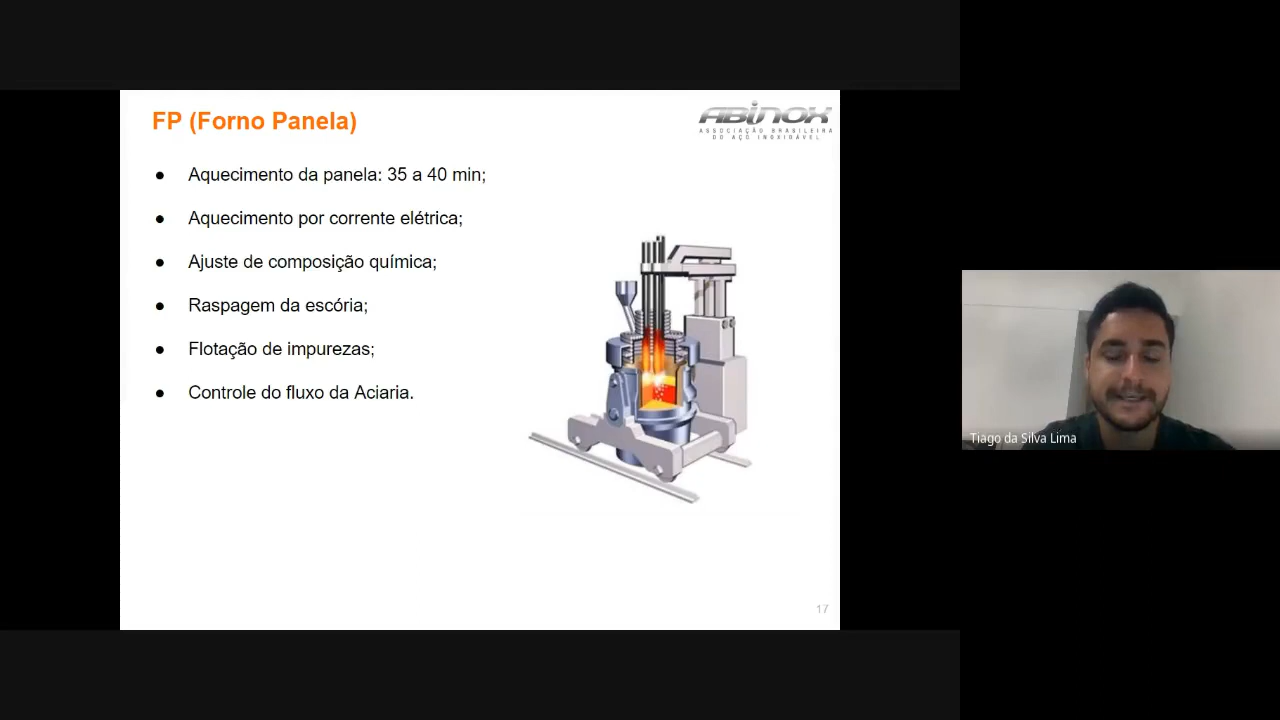 FP (Forno Panela)
ABINOX
ASSOCIAÇÃO BRASILEIRA
DO AÇO INOXIDÁVEL
● Aquecimento da panela: 35 a 40 min;
● Aquecimento por corrente elétrica;
● Ajuste de composição química;
● Raspagem da escória;
● Flotação de impurezas;
● Controle do fluxo da Aciaria.
Tiago da Silva Lima
17